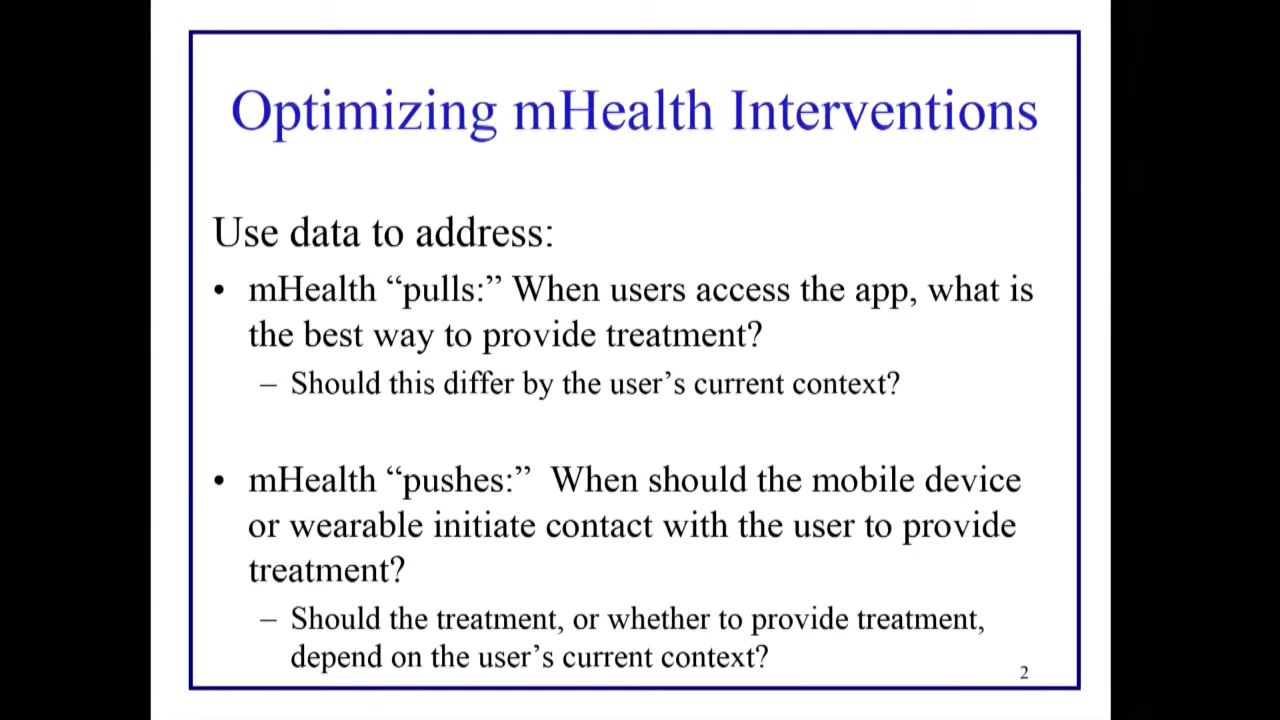 Optimizing mHealth Interventions
Use data to address:
• mHealth “pulls:” When users access the app, what is
the best way to provide treatment?
– Should this differ by the user’s current context?
• mHealth “pushes:”  When should the mobile device
or wearable initiate contact with the user to provide
treatment?
– Should the treatment, or whether to provide treatment,
depend on the user’s current context?
2